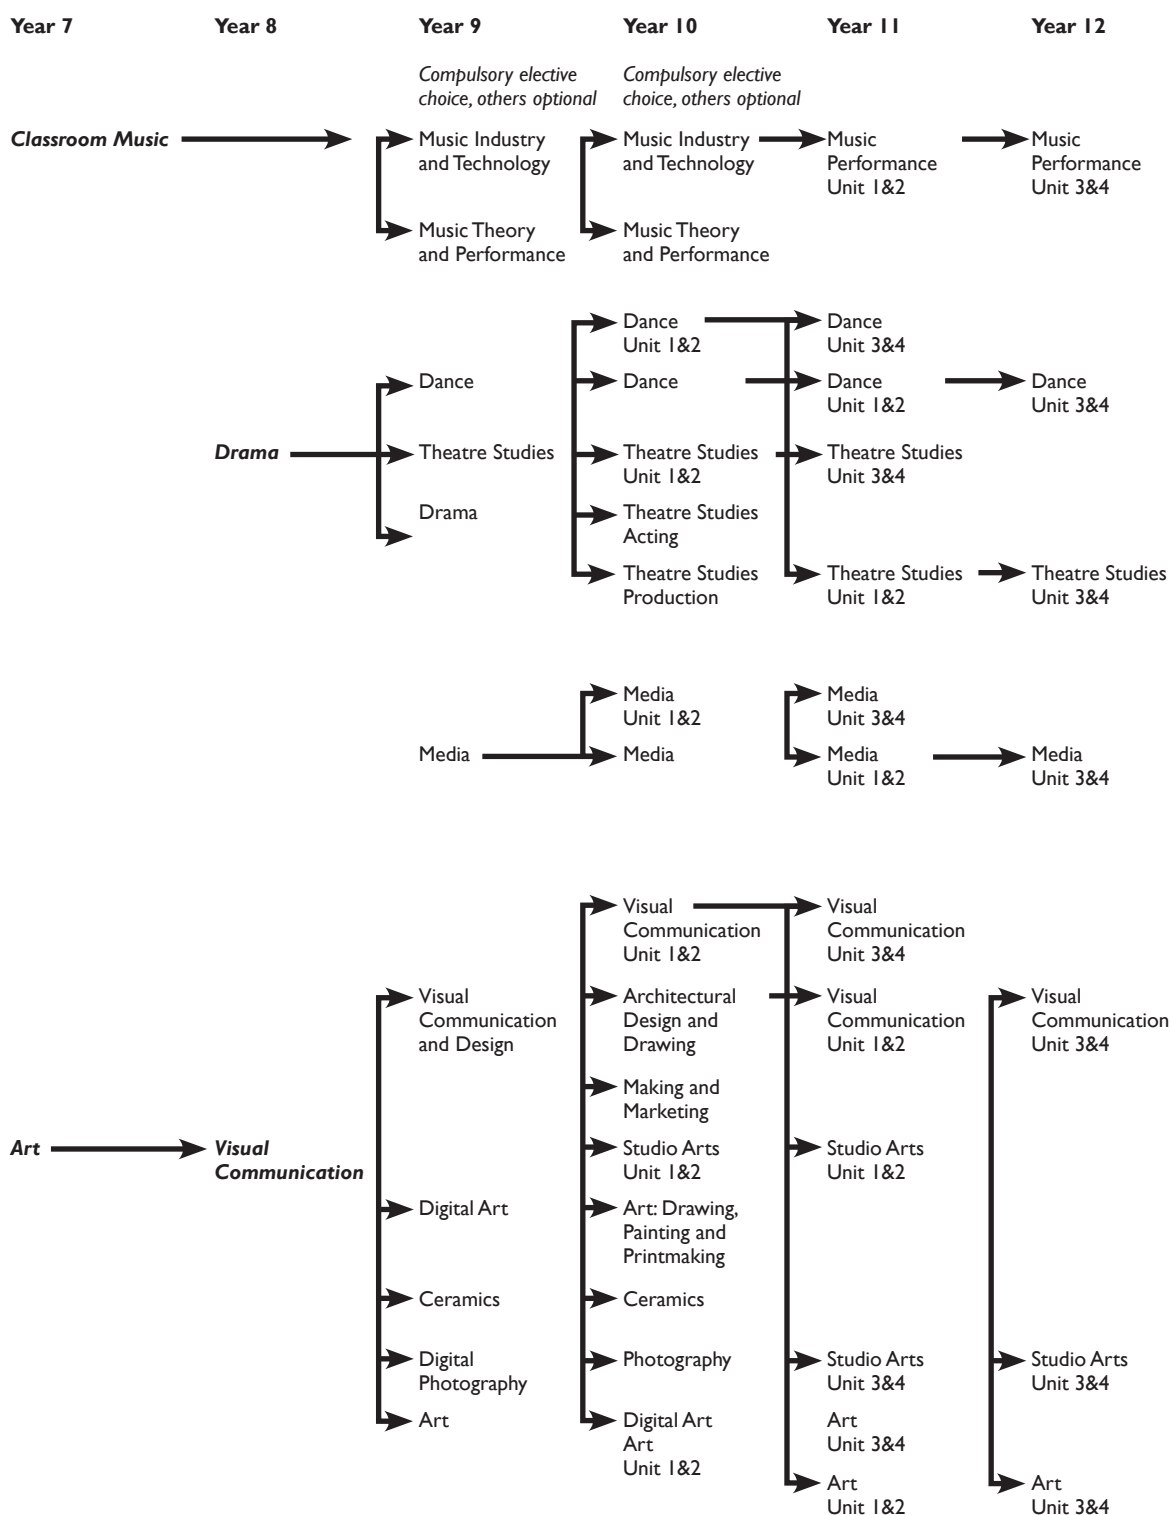 Year 7
Year 8
Year 9
Year 10
Year 11
Year 12
Compulsory elective
choice, others optional
Compulsory elective
choice, others optional
Classroom Music
Music Industry
and Technology
Music Industry
and Technology
Music
Performance
Unit 1&2
Music
Performance
Unit 3&4
Music Theory
and Performance
Music Theory
and Performance
Dance
Unit 1&2
Dance
Unit 3&4
Dance
Dance
Dance
Unit 1&2
Dance
Unit 3&4
Drama
Theatre Studies
Theatre Studies
Unit 1&2
Theatre Studies
Unit 3&4
Drama
Theatre Studies
Acting
Theatre Studies
Production
Theatre Studies
Unit 1&2
Theatre Studies
Unit 3&4
Media
Unit 1&2
Media
Unit 3&4
Media
Media
Media
Unit 1&2
Media
Unit 3&4
Visual
Communication
Unit 1&2
Visual
Communication
Unit 3&4
Visual
Communication
and Design
Architectural
Design and
Drawing
Visual
Communication
Unit 1&2
Visual
Communication
Unit 3&4
Making and
Marketing
Art
Visual
Communication
Studio Arts
Unit 1&2
Studio Arts
Unit 1&2
Digital Art
Art: Drawing,
Painting and
Printmaking
Ceramics
Ceramics
Digital
Photography
Photography
Studio Arts
Unit 3&4
Studio Arts
Unit 3&4
Art
Digital Art
Art
Unit 1&2
Art
Unit 3&4
Art
Unit 1&2
Art
Unit 3&4